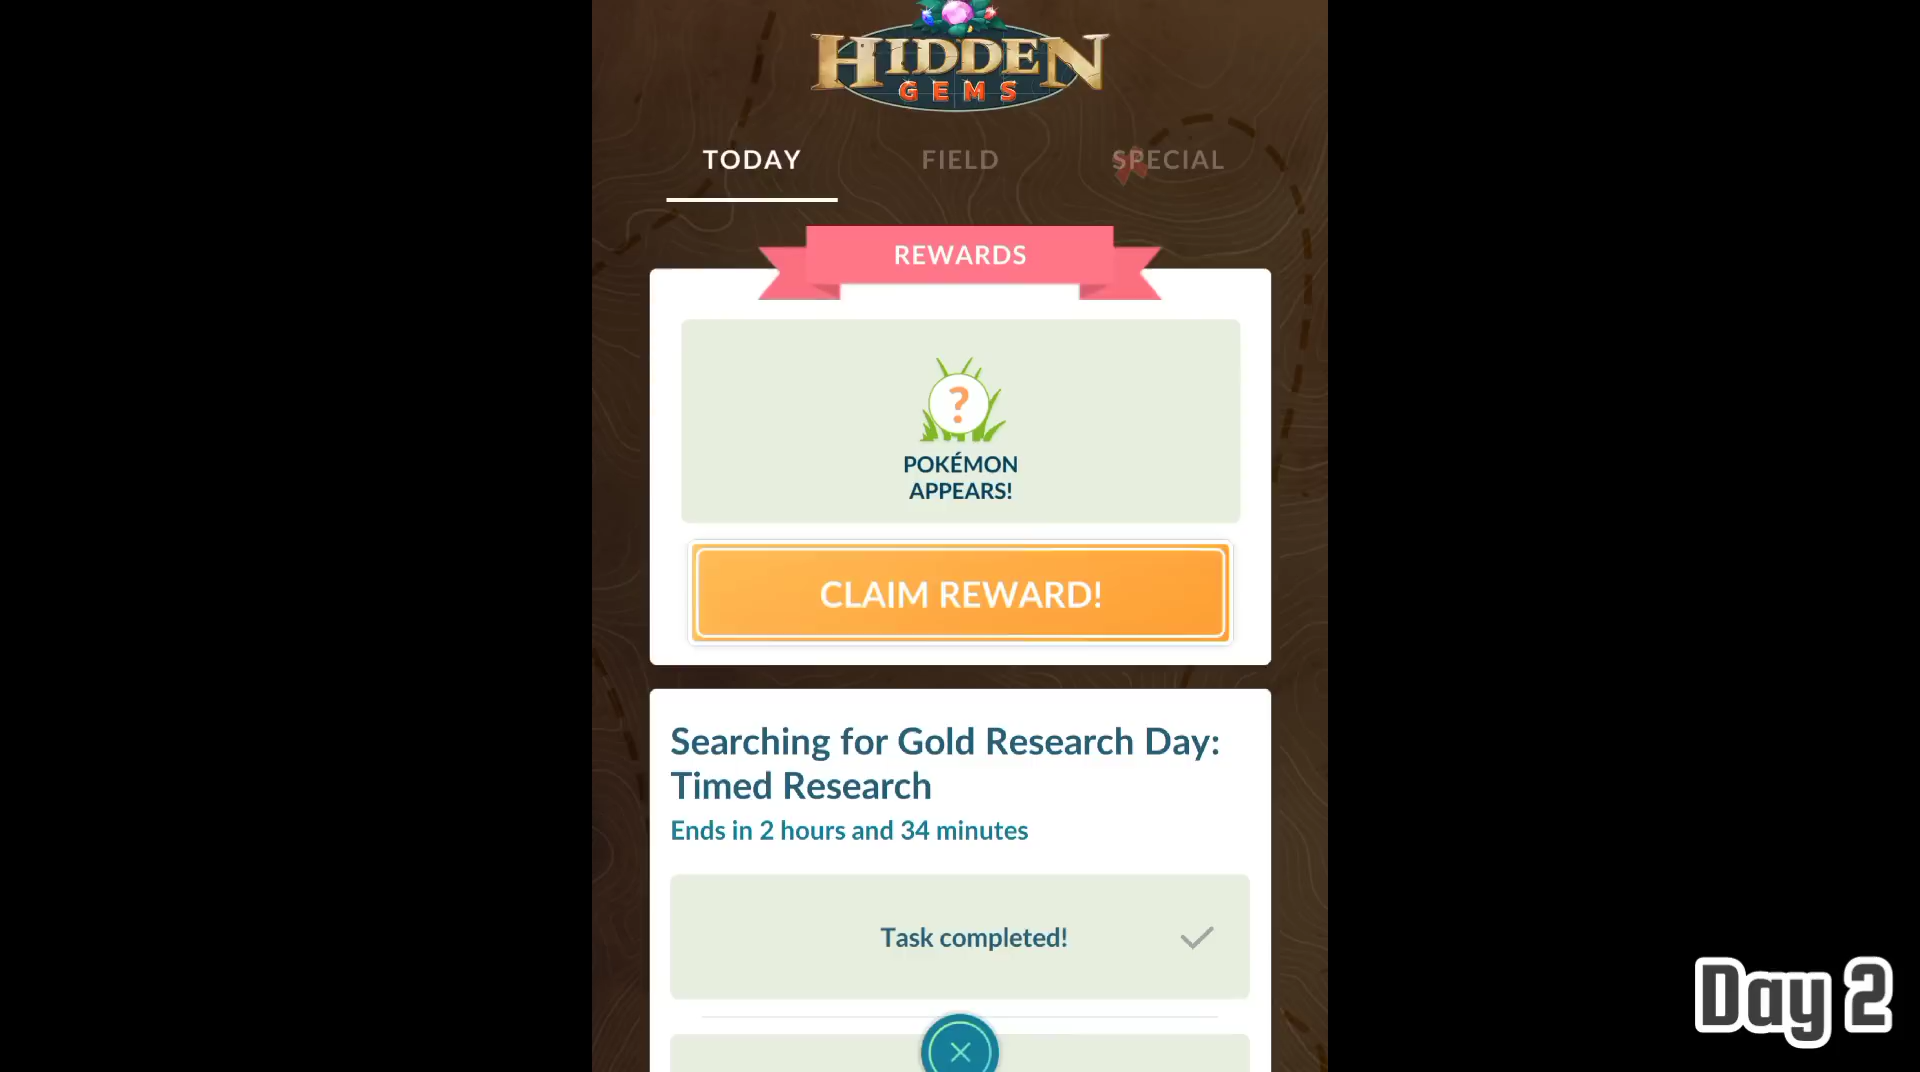 HIDDEN
GEMS
TODAY
FIELD
SPECIAL
REWARDS
?
POKÉMON
APPEARS!
CLAIM REWARD!
Searching for Gold Research Day:
Timed Research
Ends in 2 hours and 34 minutes
Task completed!
Day 2